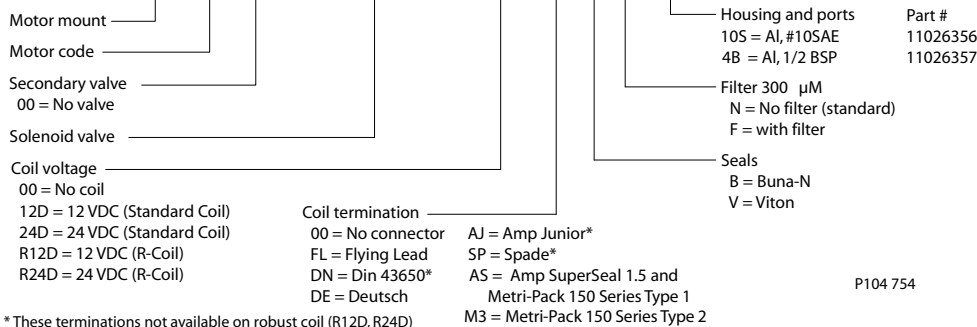 Motor mount
Motor code
Secondary valve
00 = No valve
Solenoid valve
Coil voltage
00 = No coil
12D = 12 VDC (Standard Coil)
24D = 24 VDC (Standard Coil)
R12D = 12 VDC (R-Coil)
R24D = 24 VDC (R-Coil)
Coil termination
00 = No connector
FL = Flying Lead
DN = Din 43650*
DE = Deutsch
AJ = Amp Junior*
SP = Spade*
AS = Amp SuperSeal 1.5 and
Metri-Pack 150 Series Type 1
M3 = Metri-Pack 150 Series Type 2
Housing and ports Part #
10S = Al, #10SAE 11026356
4B = Al, 1/2 BSP 11026357
Filter 300 µM
N = No filter (standard)
F = with filter
Seals
B = Buna-N
V = Viton
P104 754
* These terminations not available on robust coil (R12D, R24D)